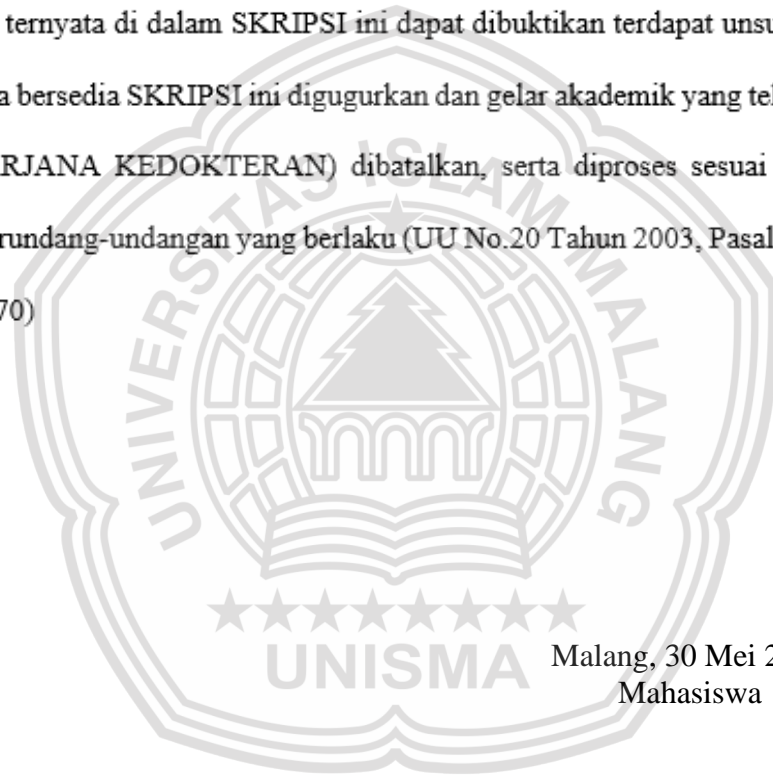 ternyata di dalam SKRIPSI ini dapat dibuktikan terdapat unsu
a bersedia SKRIPSI ini digugurkan dan gelar akademik yang tel
RJANA KEDOKTERAN) dibatalkan, serta diproses sesuai
rundang-undangan yang berlaku (UU No.20 Tahun 2003, Pasal
70)
UNIVERSITAS ISLAM MALANG
UNISMA
Malang, 30 Mei 2
Mahasiswa